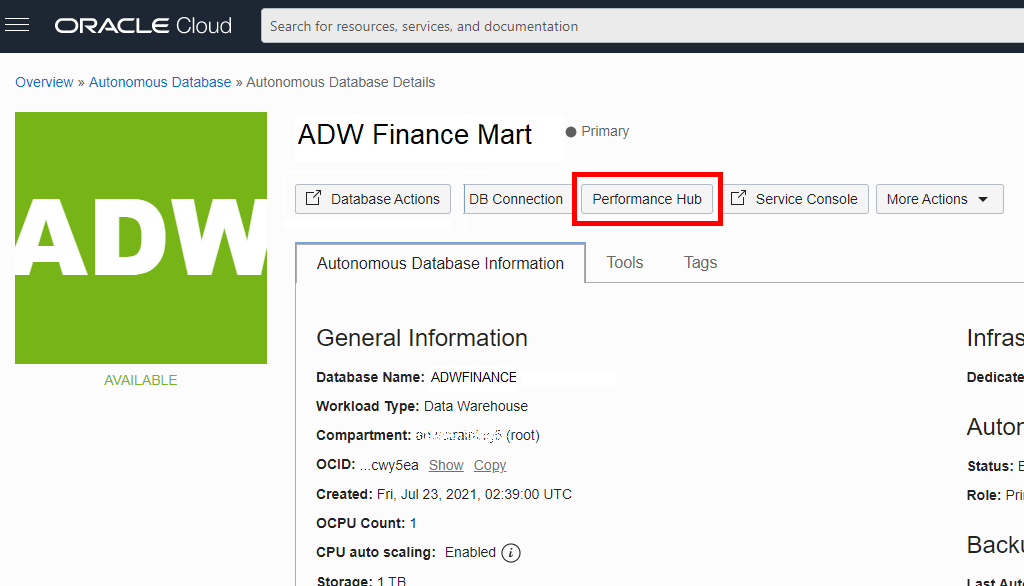 ORACLE Cloud
Search for resources, services, and documentation
Overview » Autonomous Database » Autonomous Database Details
ADW
AVAILABLE
ADW Finance Mart
Primary
Database Actions
DB Connection
Performance Hub
Service Console
More Actions
Autonomous Database Information
Tools
Tags
General Information
Database Name: ADWFINANCE
Workload Type: Data Warehouse
Compartment: (root)
OCID: ...cwy5ea Show Copy
Created: Fri, Jul 23, 2021, 02:39:00 UTC
OCPU Count: 1
CPU auto scaling: Enabled
Storage: 1 TB
Infras
Dedicate
Auton
Status: E
Role: Pri
Backu
Last Aut